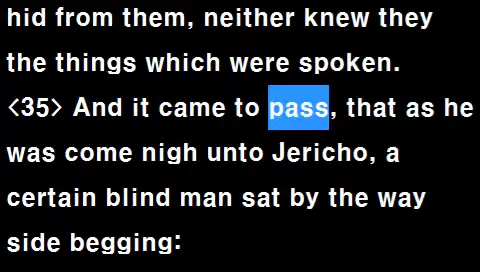 hid from them, neither knew they
the things which were spoken.
<35> And it came to pass, that as he
was come nigh unto Jericho, a
certain blind man sat by the way
side begging: